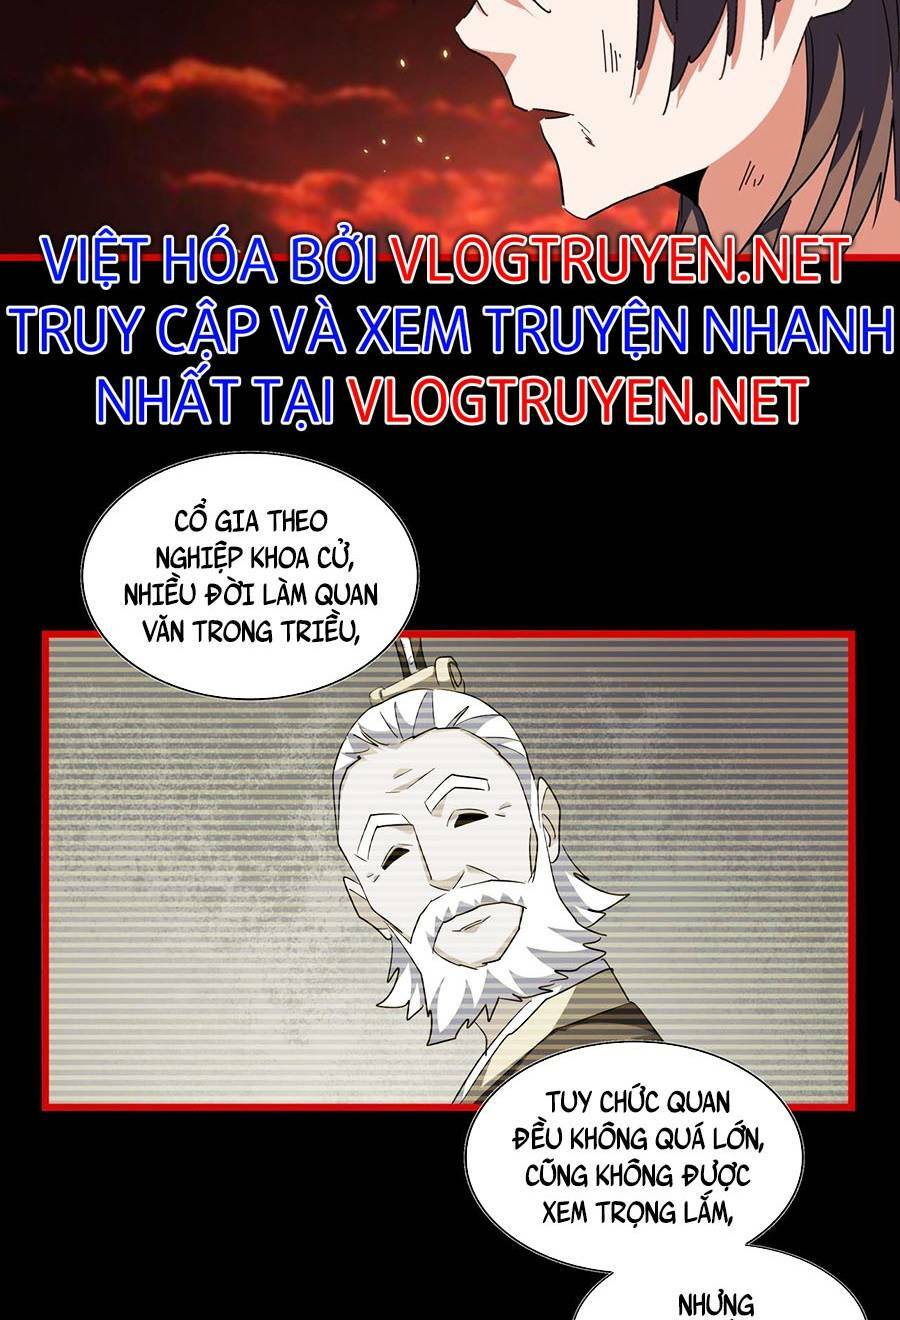 VIỆT HÓA BỞI VLOGTRUYEN.NET
TRUY CẬP VÀ XEM TRUYỆN NHANH
NHẤT TẠI VLOGTRUYEN.NET
CỔ GIA THEO
NGHIỆP KHOA CỬ,
NHIỀU ĐỜI LÀM QUAN
VĂN TRONG TRIỀU,
TUY CHỨC QUAN
ĐỀU KHÔNG QUÁ LỚN,
CŨNG KHÔNG ĐƯỢC
XEM TRỌNG LẮM,
NHƯNG